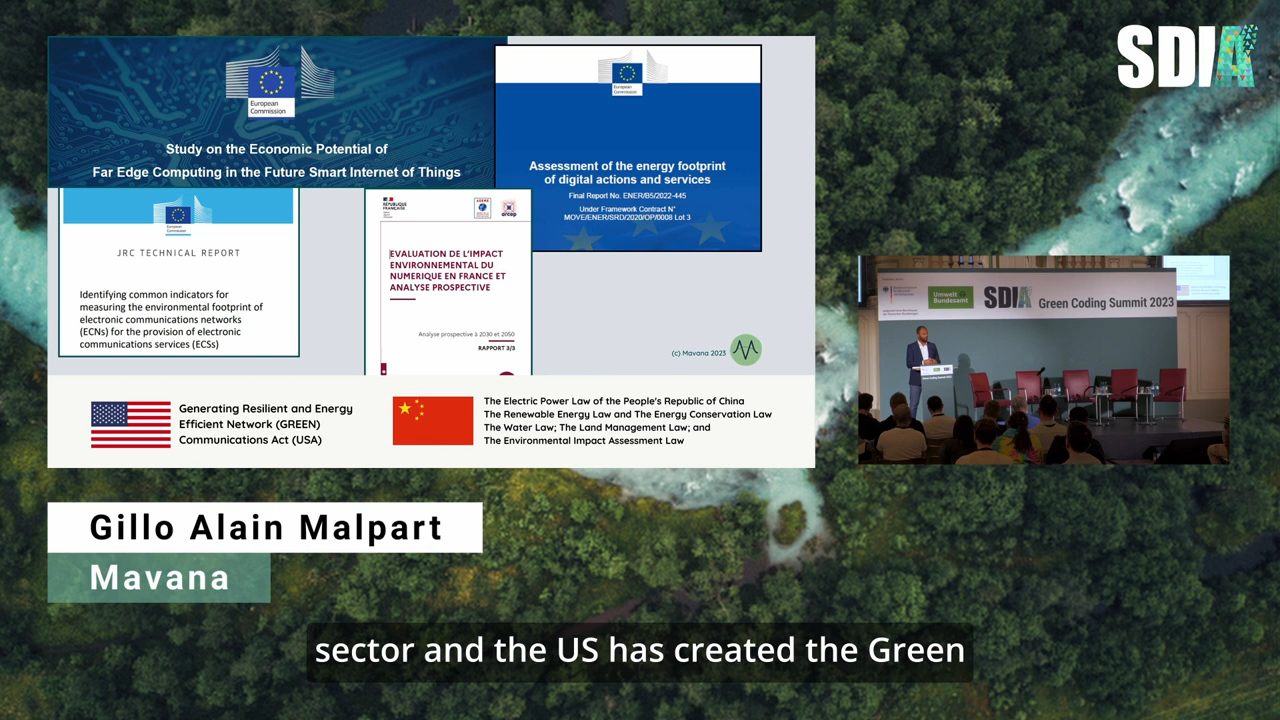 SDIA
European
Commission
Study on the Economic Potential of
Far Edge Computing in the Future Smart Internet of Things
European
Commission
Assessment of the energy footprint
of digital actions and services
Final Report No. ENER/B5/2022-445
Under Framework Contract N°
MOVE/ENER/SRD/2020/OP/0008 Lot 3
European
Commission
JRC TECHNICAL REPORT
Identifying common indicators for
measuring the environmental footprint of
electronic communications networks
(ECNs) for the provision of electronic
communications services (ECSs)
RÉPUBLIQUE
FRANÇAISE
ADEME
arcep
EVALUATION DE L'IMPACT
ENVIRONNEMENTAL DU
NUMERIQUE EN FRANCE ET
ANALYSE PROSPECTIVE
Analyse prospective à 2030 et 2050
RAPPORT 3/3
(c) Mavana 2023
Generating Resilient and Energy
Efficient Network (GREEN)
Communications Act (USA)
The Electric Power Law of the People's Republic of China
The Renewable Energy Law and The Energy Conservation Law
The Water Law; The Land Management Law; and
The Environmental Impact Assessment Law
Umwelt
Bundesamt
SDIA
Green Coding Summit 2023
Gillo Alain Malpart
Mavana
sector and the US has created the Green